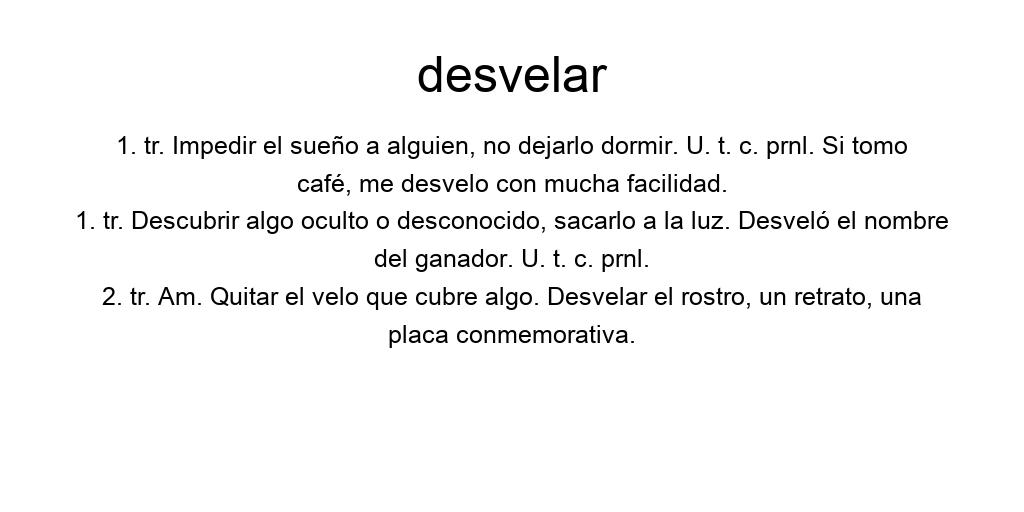 desvelar
1. tr. Impedir el sueño a alguien, no dejarlo dormir. U. t. c. prnl. Si tomo
café, me desvelo con mucha facilidad.
1. tr. Descubrir algo oculto o desconocido, sacarlo a la luz. Desveló el nombre
del ganador. U. t. c. prnl.
2. tr. Am. Quitar el velo que cubre algo. Desvelar el rostro, un retrato, una
placa conmemorativa.